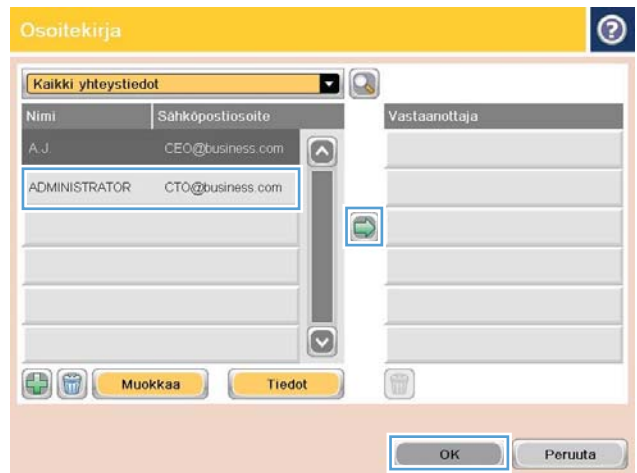 Osoitekirja
Kaikki yhteystiedot
Nimi Sähköpostiosoite Vastaanottaja
A.J. CEO@business.com
ADMINISTRATOR CTO@business.com
Muokkaa Tiedot
OK Peruuta